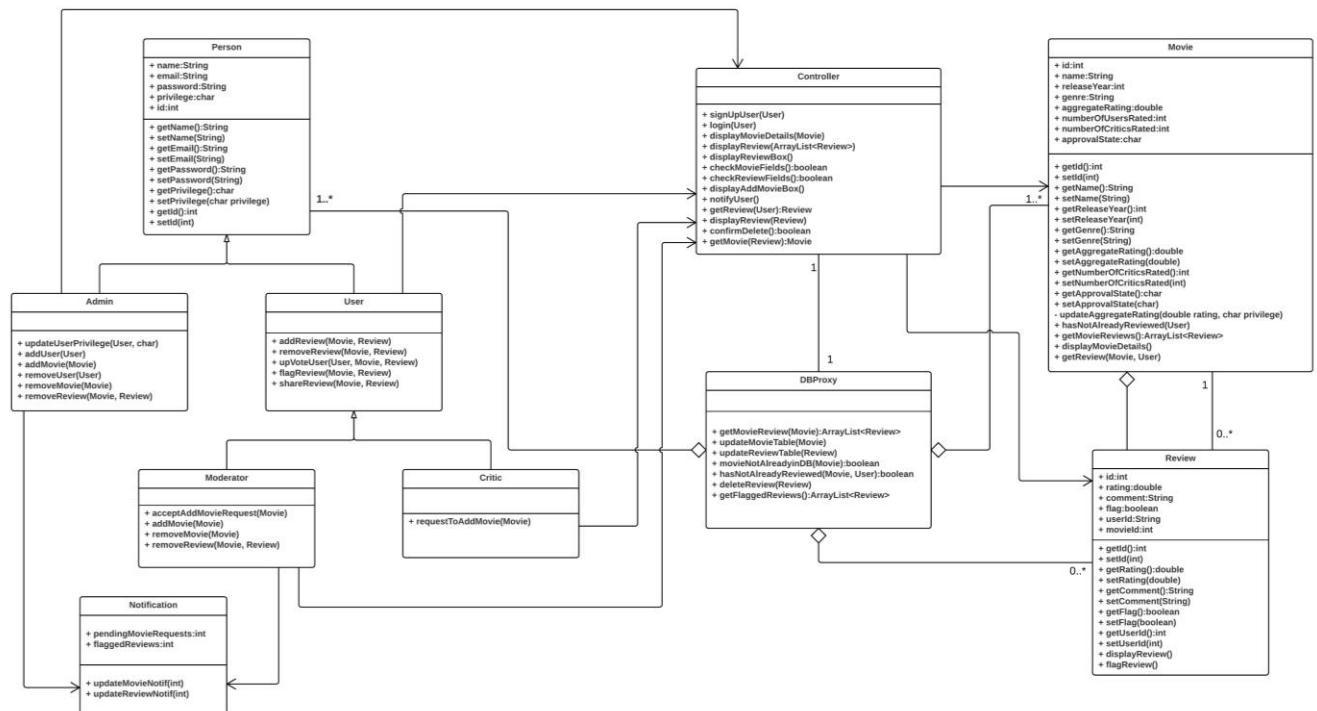 Person
+ name:String
+ email:String
+ password:String
+ privilege:char
+ id:int
+ getName():String
+ setName(String)
+ getEmail():String
+ setEmail(String)
+ getPassword():String
+ setPassword(String)
+ getPrivilege():char
+ setPrivilege(char privilege)
+ getId():int
+ setId(int)
1..*
Controller
+ signUpUser(User)
+ login(User)
+ displayMovieDetails(Movie)
+ displayReview(ArrayList<Review>)
+ displayReviewBox()
+ checkMovieFields():boolean
+ checkReviewFields():boolean
+ displayAddMovieBox()
+ notifyUser()
+ getReview(User):Review
+ displayReview(Review)
+ confirmDelete():boolean
+ getMovie(Review):Movie
1
1
Movie
+ id:int
+ name:String
+ releaseYear:int
+ genre:String
+ aggregateRating:double
+ numberOfUsersRated:int
+ numberOfCriticsRated:int
+ approvalState:char
+ getId():int
+ setId(int)
+ getName():String
+ setName(String)
+ getReleaseYear():int
+ setReleaseYear(int)
+ getGenre():String
+ setGenre(String)
+ getAggregateRating():double
+ setAggregateRating(double)
+ getNumberOfCriticsRated():int
+ setNumberOfCriticsRated(int)
+ getApprovalState():char
+ setApprovalState(char)
- updateAggregateRating(double rating, char privilege)
+ hasNotAlreadyReviewed(User)
+ getMovieReviews():ArrayList<Review>
+ displayMovieDetails()
+ getReview(Movie, User)
1..*
1
0..*
Admin
+ updateUserPrivilege(User, char)
+ addUser(User)
+ addMovie(Movie)
+ removeUser(User)
+ removeMovie(Movie)
+ removeReview(Movie, Review)
User
+ addReview(Movie, Review)
+ removeReview(Movie, Review)
+ upVoteUser(User, Movie, Review)
+ flagReview(Movie, Review)
+ shareReview(Movie, Review)
DBProxy
+ getMovieReview(Movie):ArrayList<Review>
+ updateMovieTable(Movie)
+ updateReviewTable(Review)
+ movieNotAlreadyinDB(Movie):boolean
+ hasNotAlreadyReviewed(Movie, User):boolean
+ deleteReview(Review)
+ getFlaggedReviews():ArrayList<Review>
0..*
Review
+ id:int
+ rating:double
+ comment:String
+ flag:boolean
+ userId:String
+ movieId:int
+ getId():int
+ setId(int)
+ getRating():double
+ setRating(double)
+ getComment():String
+ setComment(String)
+ getFlag():boolean
+ setFlag(boolean)
+ getUserId():int
+ setUserId(int)
+ displayReview()
+ flagReview()
Moderator
+ acceptAddMovieRequest(Movie)
+ addMovie(Movie)
+ removeMovie(Movie)
+ removeReview(Movie, Review)
Critic
+ requestToAddMovie(Movie)
Notification
+ pendingMovieRequests:int
+ flaggedReviews:int
+ updateMovieNotif(int)
+ updateReviewNotif(int)